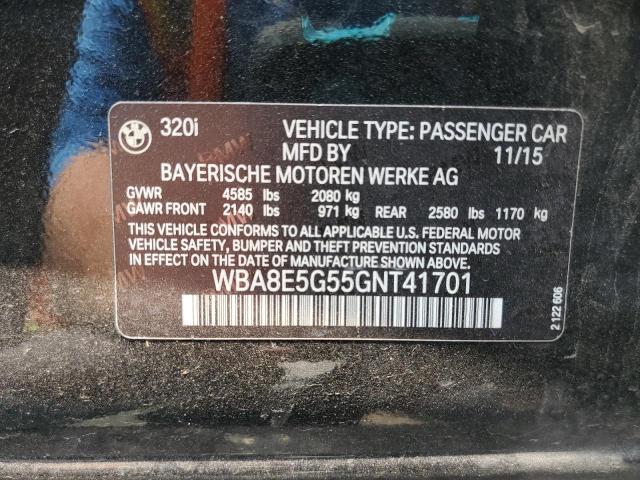 320i VEHICLE TYPE: PASSENGER CAR
MFD BY 11/15
BAYERISCHE MOTOREN WERKE AG
GVWR 4585 lbs 2080 kg
GAWR FRONT 2140 lbs 971 kg REAR 2580 lbs 1170 kg
THIS VEHICLE CONFORMS TO ALL APPLICABLE U.S. FEDERAL MOTOR
VEHICLE SAFETY, BUMPER AND THEFT PREVENTION STANDARDS
IN EFFECT ON THE DATE OF MANUFACTURE SHOWN ABOVE.
WBA8E5G55GNT41701
2 122 606